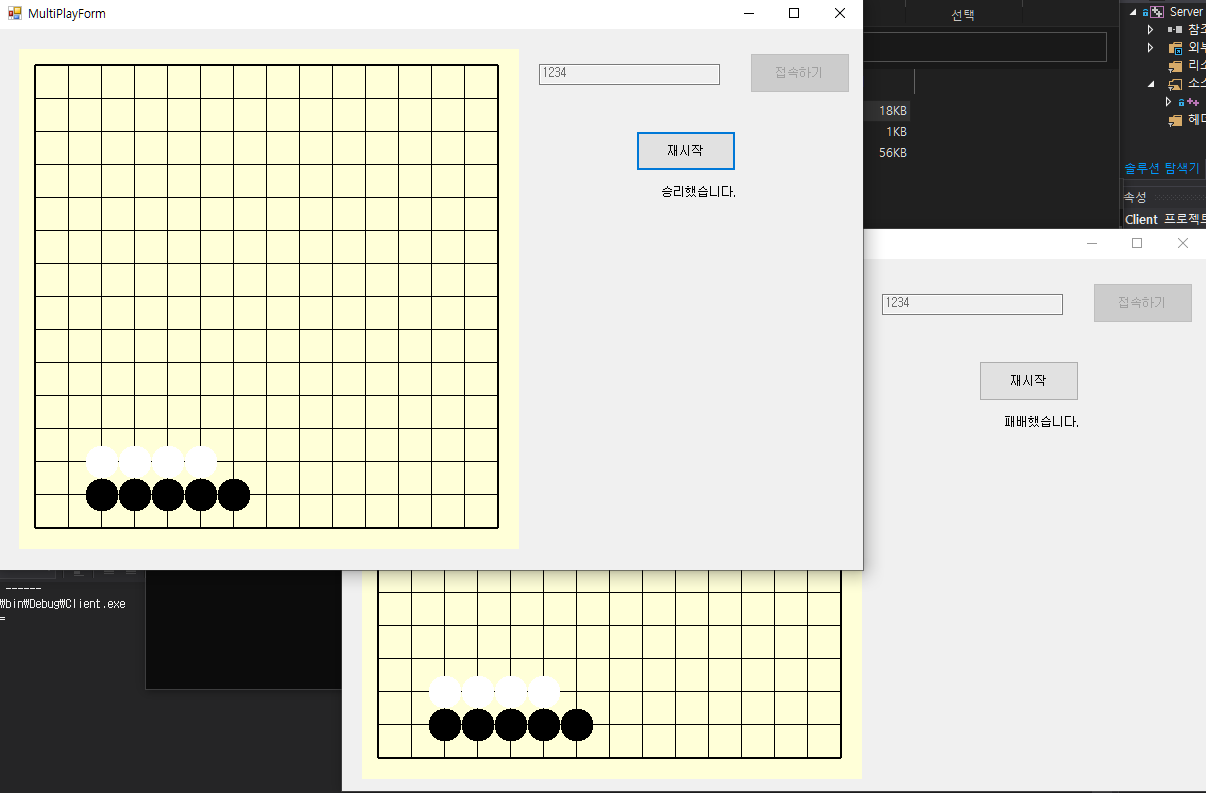 MultiPlayForm
선택
Server
참조
외부
1234
접속하기
리소
소스
18KB
1KB
헤더
56KB
재시작
솔루션 탐색기
승리했습니다.
속성
Client 프로젝트
1234
접속하기
재시작
패배했습니다.
------
₩bin₩Debug₩Client.exe
=